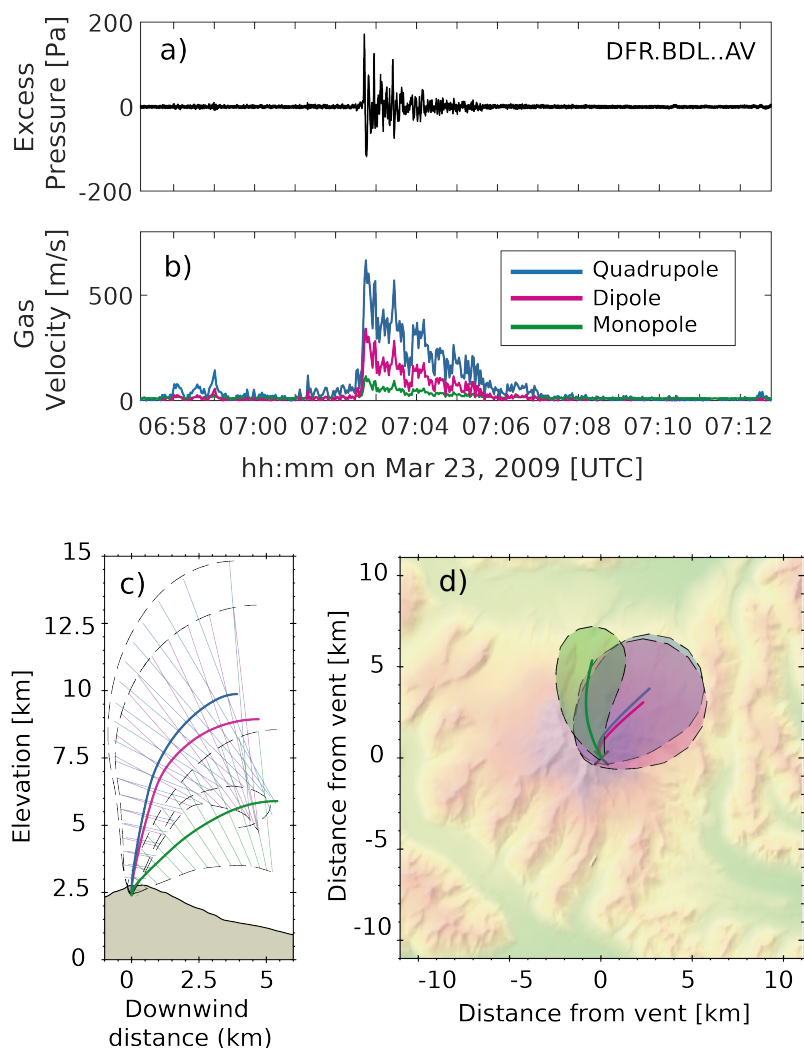 a)
DFR.BDL..AV
Excess
Pressure [Pa]
200
0
-200
b)
Quadrupole
Dipole
Monopole
Gas
Velocity [m/s]
500
0
06:58 07:00 07:02 07:04 07:06 07:08 07:10 07:12
hh:mm on Mar 23, 2009 [UTC]
c)
Elevation [km]
15
12.5
10
7.5
5
2.5
0
0 2.5 5
Downwind
distance (km)
d)
Distance from vent [km]
10
5
0
-5
-10
-10 -5 0 5 10
Distance from vent [km]